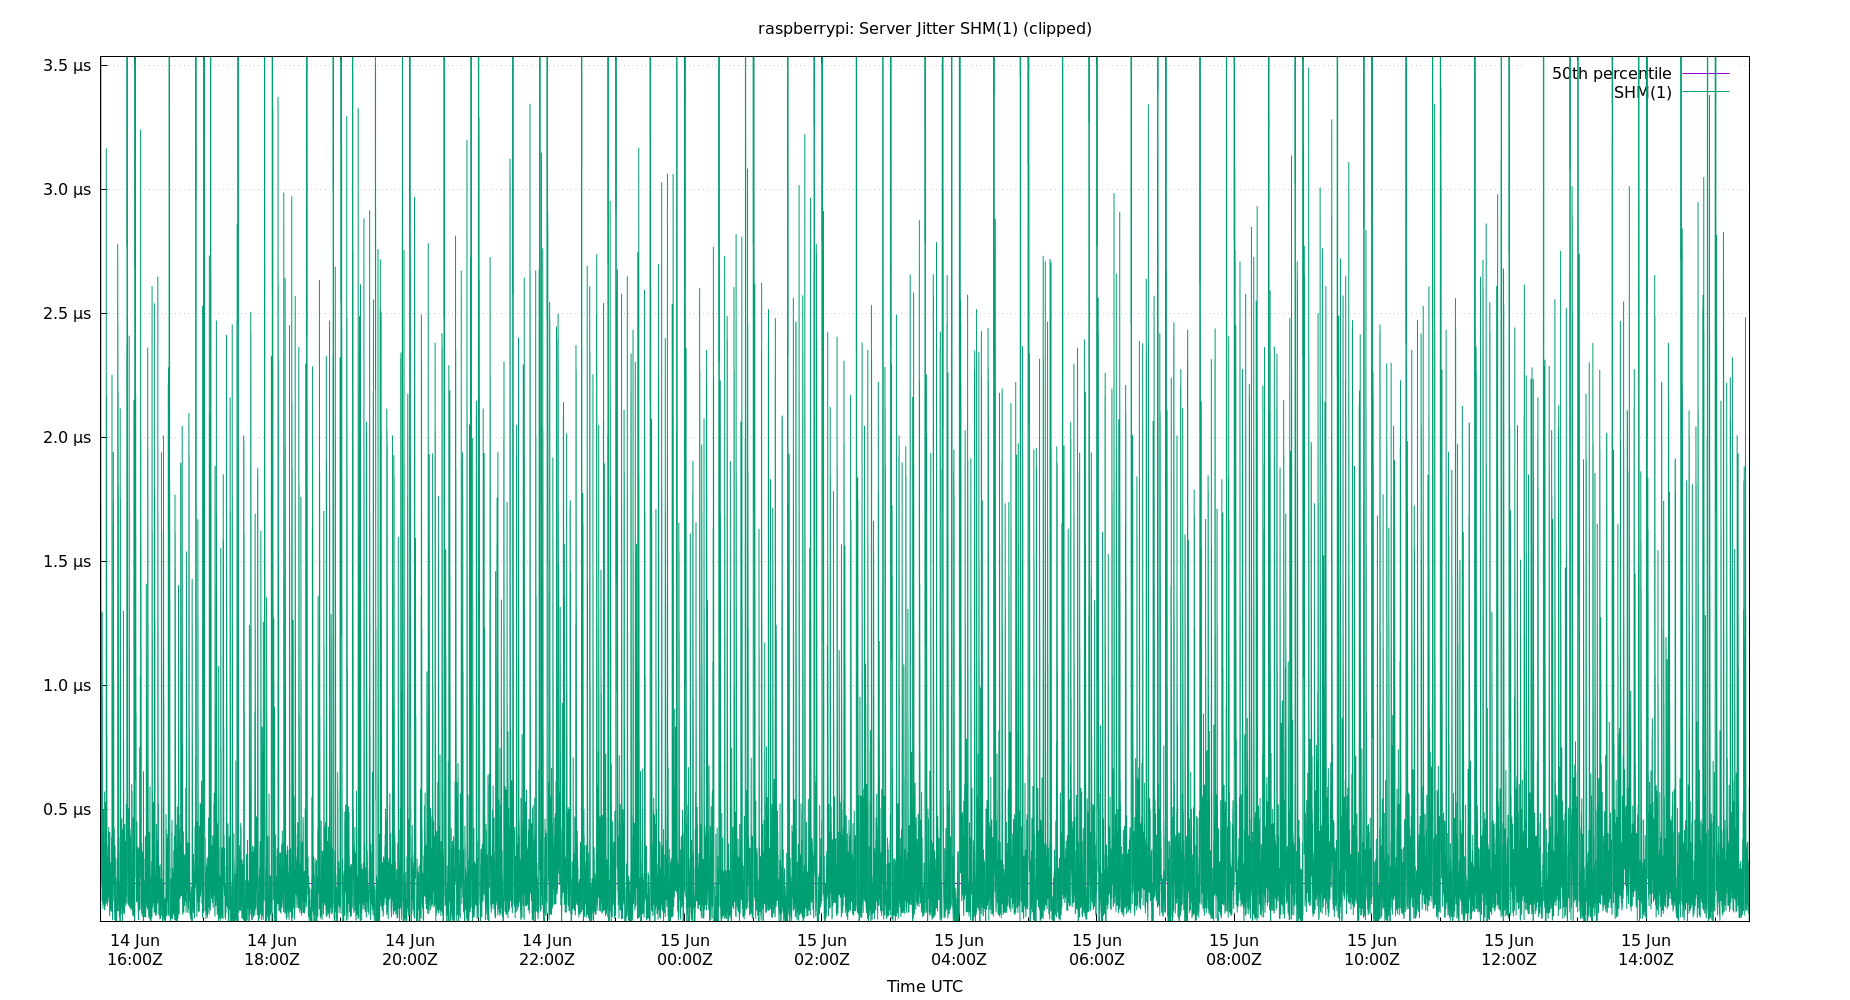 raspberrypi: Server Jitter SHM(1) (clipped)
3.5 µs
50th percentile
SHM(1)
3.0 µs
2.5 µs
2.0 µs
1.5 µs
1.0 µs
0.5 µs
14 Jun 14 Jun 14 Jun 14 Jun 15 Jun 15 Jun 15 Jun 15 Jun 15 Jun 15 Jun 15 Jun 15 Jun
16:00Z 18:00Z 20:00Z 22:00Z 00:00Z 02:00Z 04:00Z 06:00Z 08:00Z 10:00Z 12:00Z 14:00Z
Time UTC